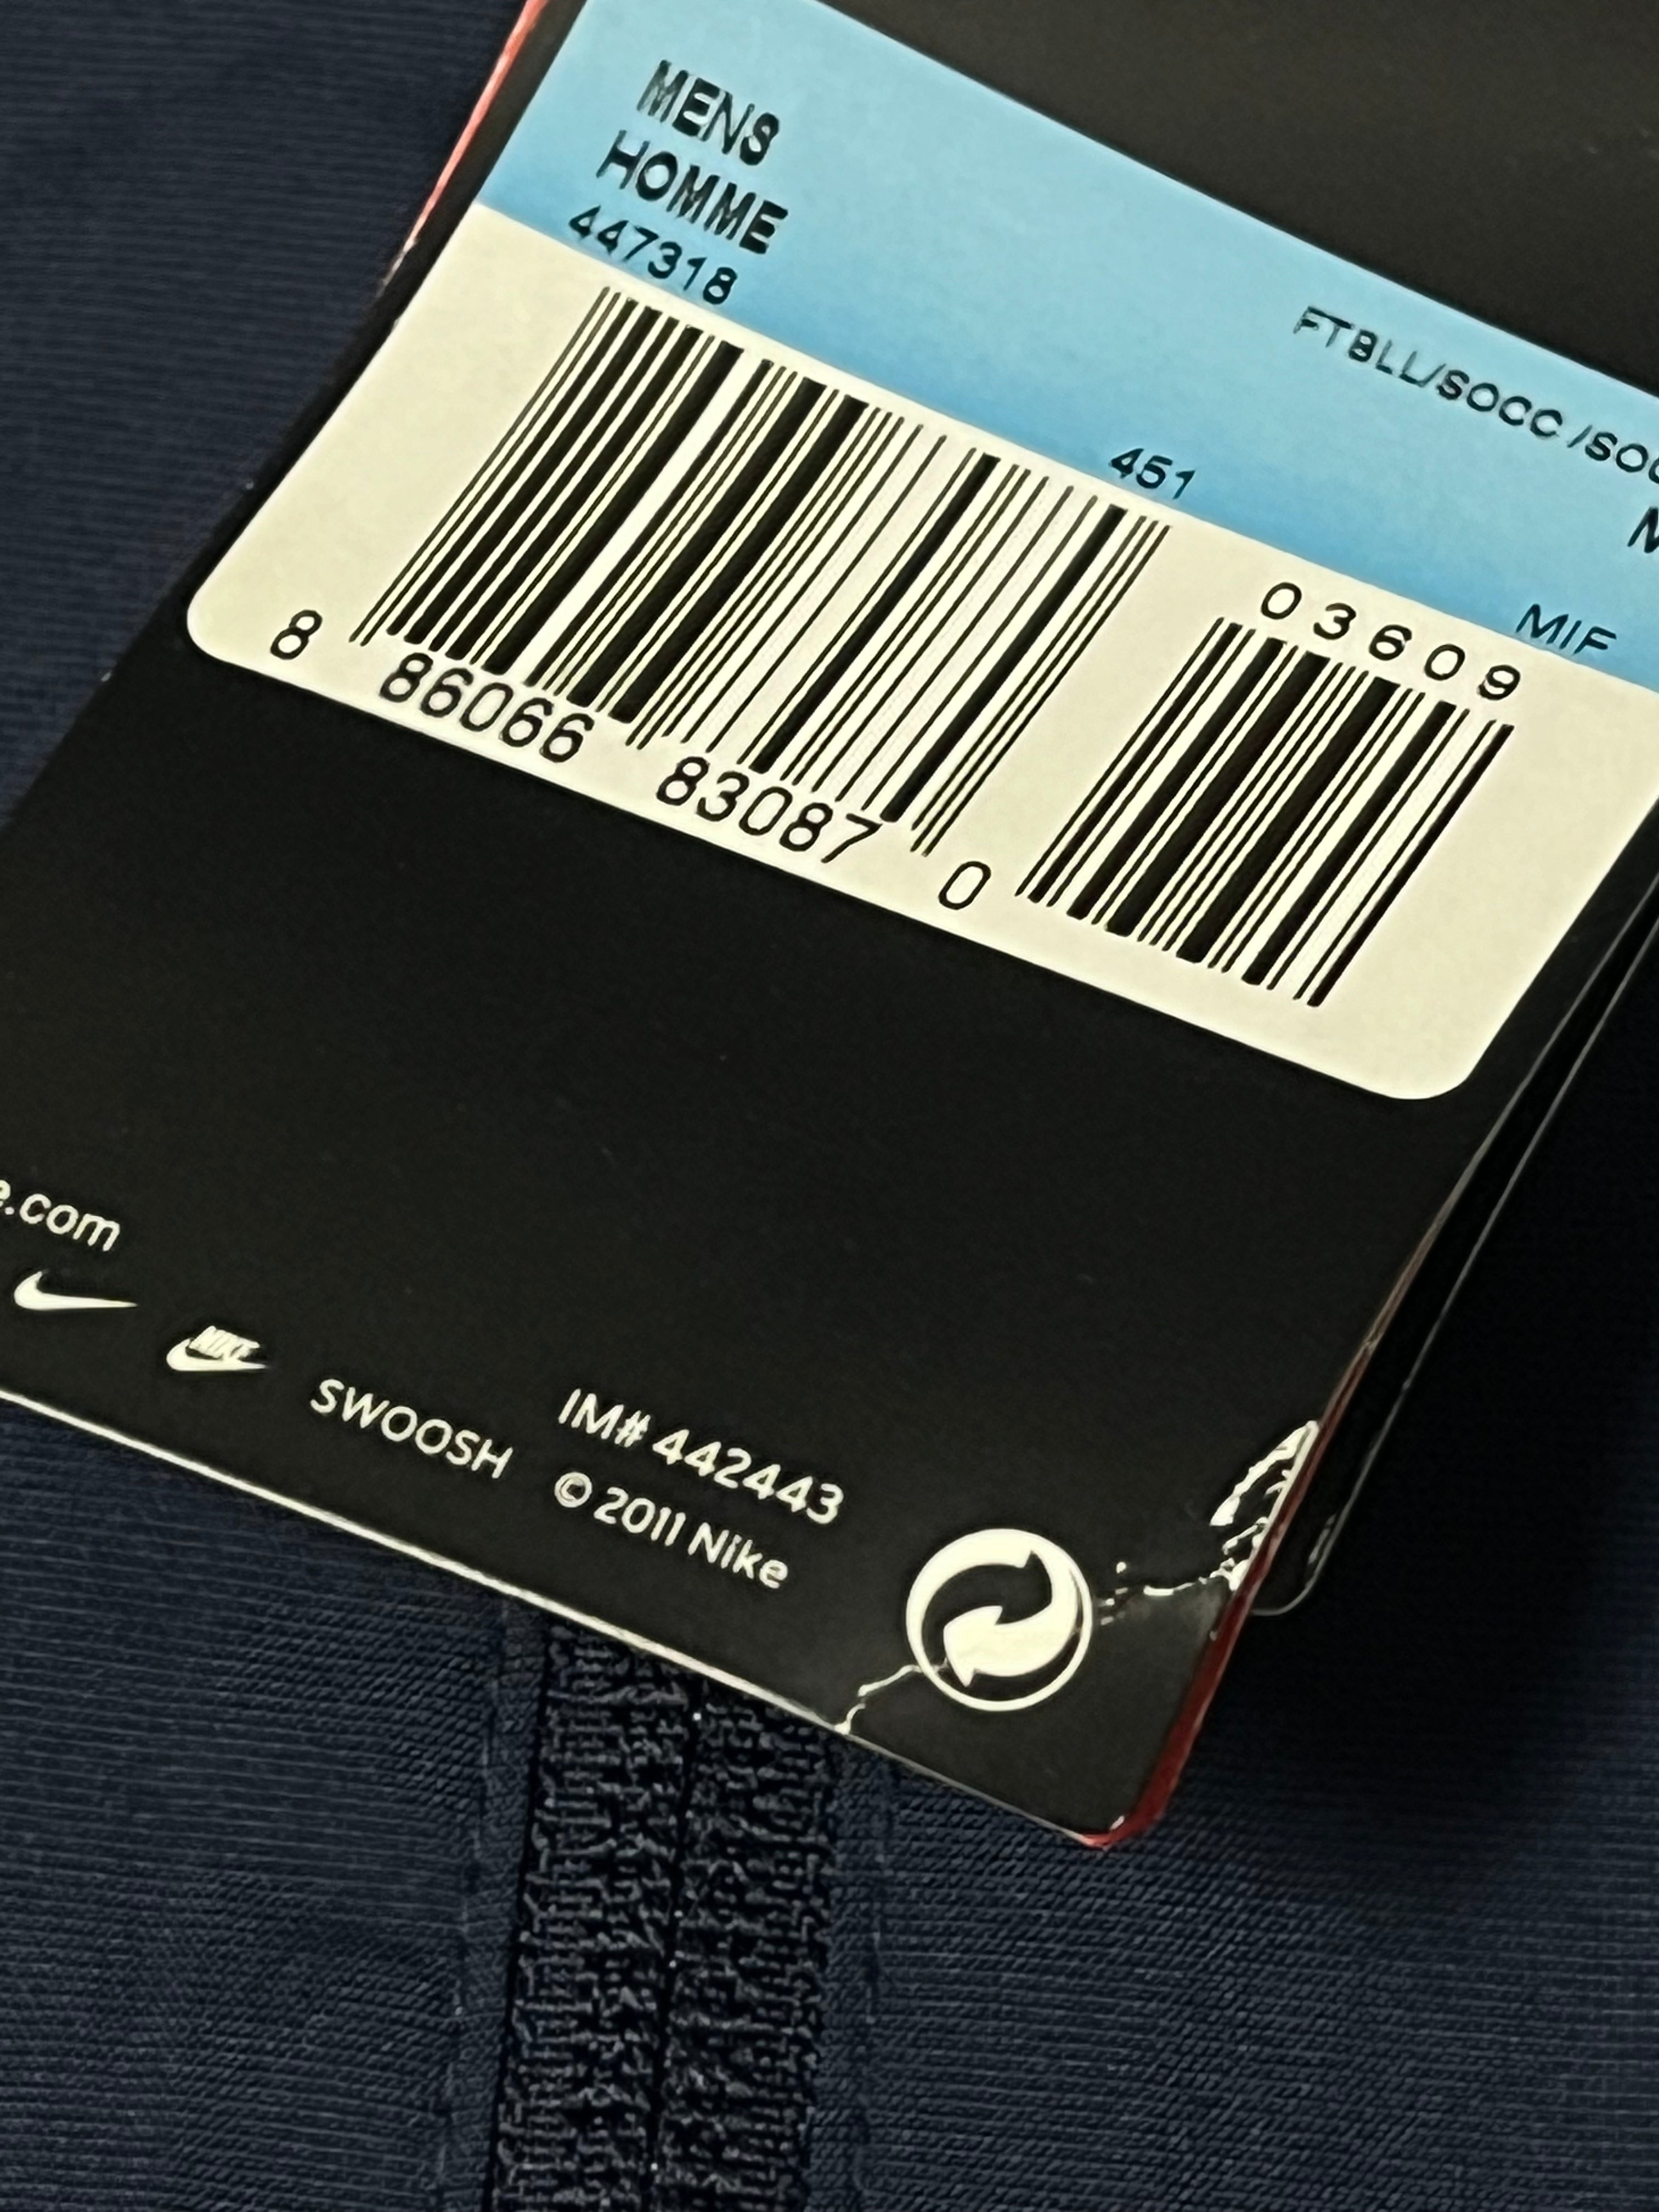 MENS
HOMME
447318
451
FTBLL/SOCC /SOC
M
MIF
03609
8 86066 83087 0
e.com
NIKE
SWOOSH
IM# 442443
© 2011 Nike